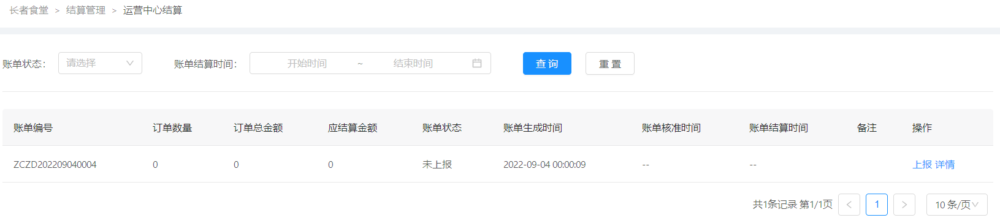 长者食堂 > 结算管理 > 运营中心结算
账单状态： 请选择 账单结算时间： 开始时间 ~ 结束时间 查 询 重 置
账单编号 订单数量 订单总金额 应结算金额 账单状态 账单生成时间 账单核准时间 账单结算时间 备注 操作
ZCZD202209040004 0 0 0 未上报 2022-09-04 00:00:09 -- -- 上报 详情
共1条记录 第1/1页 < 1 > 10 条/页